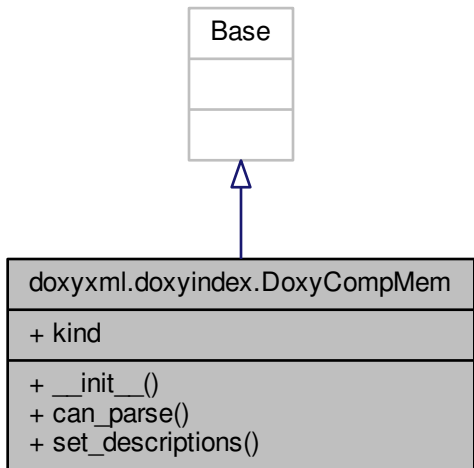 Base
doxyxml.doxyindex.DoxyCompMem
+ kind
+ __init__()
+ can_parse()
+ set_descriptions()